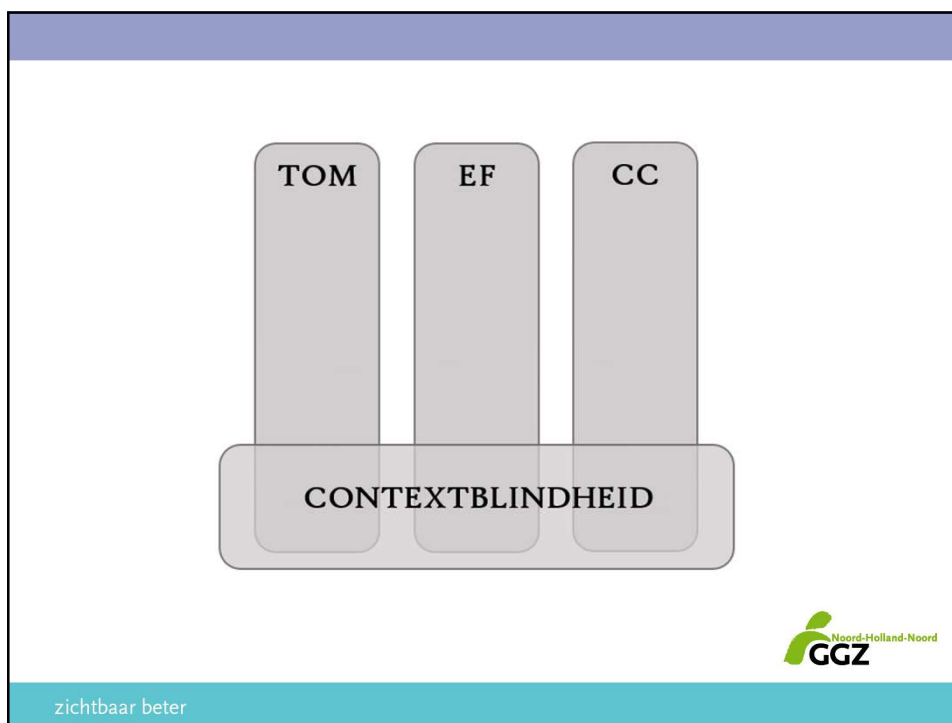 TOM EF CC
CONTEXTBLINDHEID
Noord-Holland-Noord
GGZ
zichtbaar beter